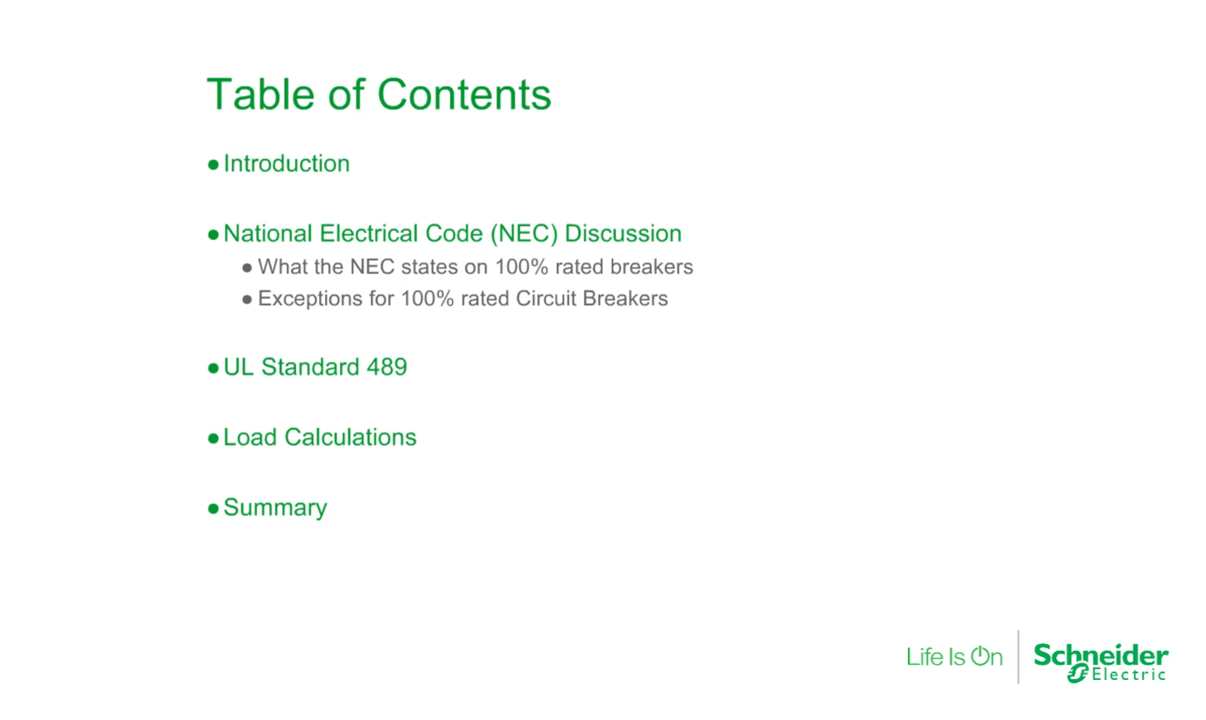 Table of Contents
● Introduction
● National Electrical Code (NEC) Discussion
● What the NEC states on 100% rated breakers
● Exceptions for 100% rated Circuit Breakers
● UL Standard 489
● Load Calculations
● Summary
Life Is On
Schneider
Electric